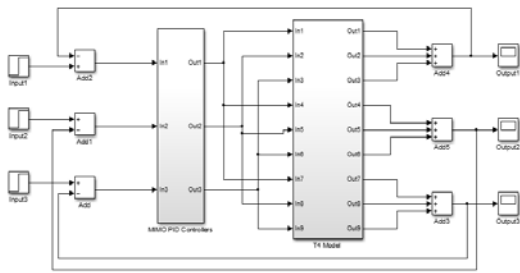 In1 Out1
In2 Out2
In3 Out3
In4 Out4
In5 Out5
In6 Out6
In7 Out7
In8 Out8
In9 Out9
T4 Model
In1 Out1
In2 Out2
In3 Out3
MIMO PID Controllers
Input1
Input2
Input3
Add2
Add1
Add
Add4
Add5
Add3
Output1
Output2
Output3